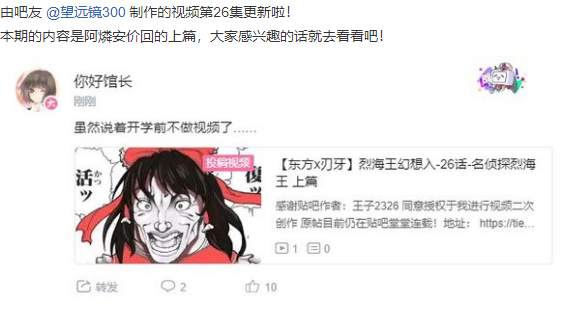 由吧友 @望远镜300 制作的视频第26集更新啦！
本期的内容是阿燐安价回的上篇，大家感兴趣的话就去看看吧！
你好馆长
大
刚刚
虽然说着开学前不做视频了……
活
かつ
ッ
投稿视频
【东方x刃牙】烈海王幻想入-26话-名侦探烈海
王 上篇
感谢贴吧作者：王子2326 同意授权于我进行视频二次
创作 原帖目前仍在贴吧堂堂连载！地址： https://tie...
1
0
转发
2
10